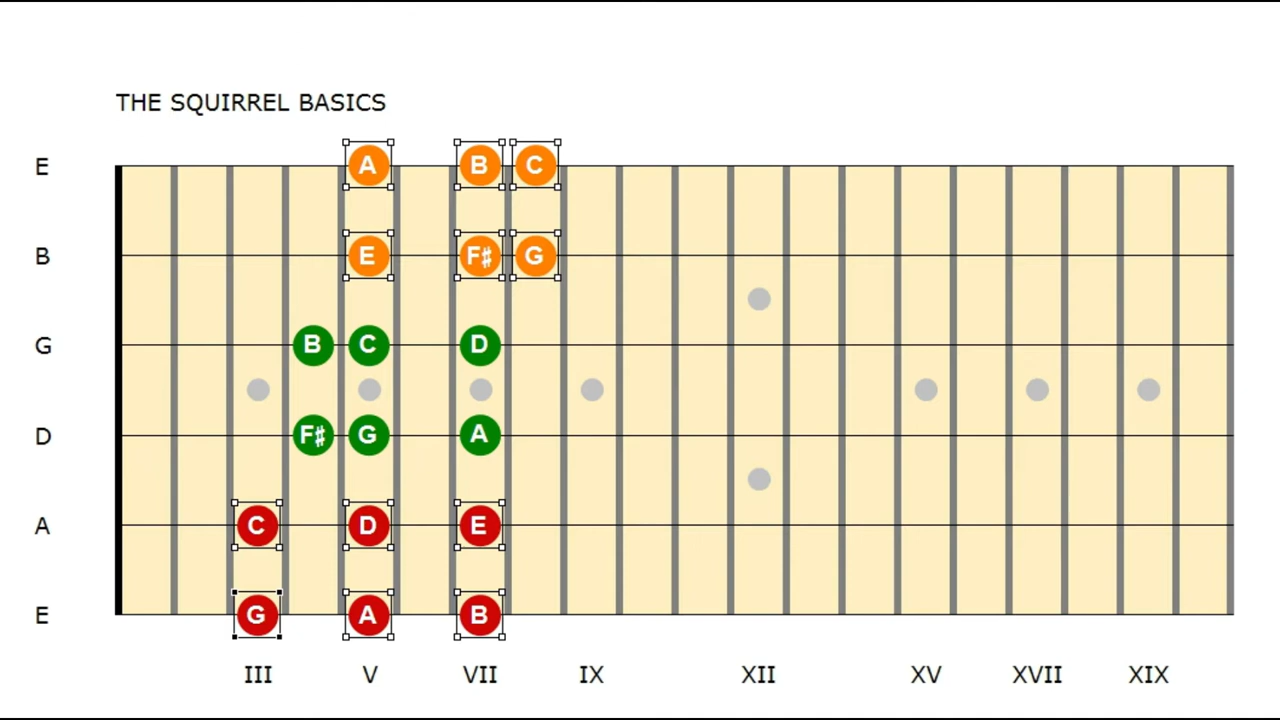 THE SQUIRREL BASICS
E A B C
B E F♯ G
G B C D
D F♯ G A
A C D E
E G A B
III V VII IX XII XV XVII XIX